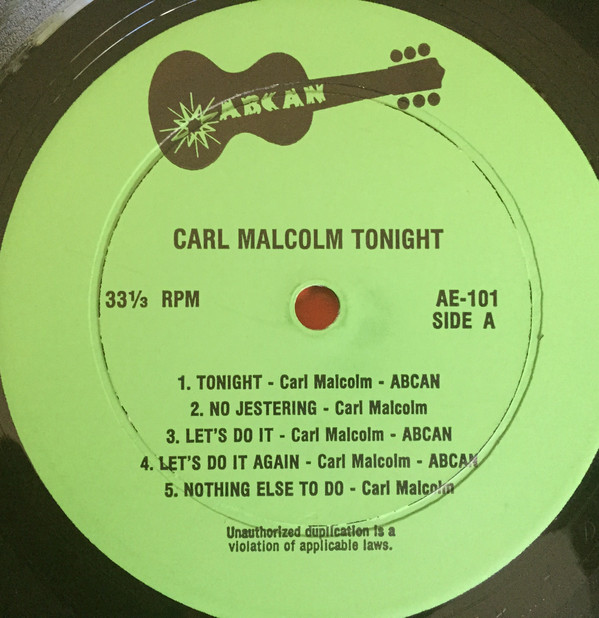 ABCAN
CARL MALCOLM TONIGHT
33⅓ RPM
AE-101
SIDE A
1. TONIGHT - Carl Malcolm - ABCAN
2. NO JESTERING - Carl Malcolm
3. LET'S DO IT - Carl Malcolm - ABCAN
4. LET'S DO IT AGAIN - Carl Malcolm - ABCAN
5. NOTHING ELSE TO DO - Carl Malcolm
Unauthorized duplication is a
violation of applicable laws.